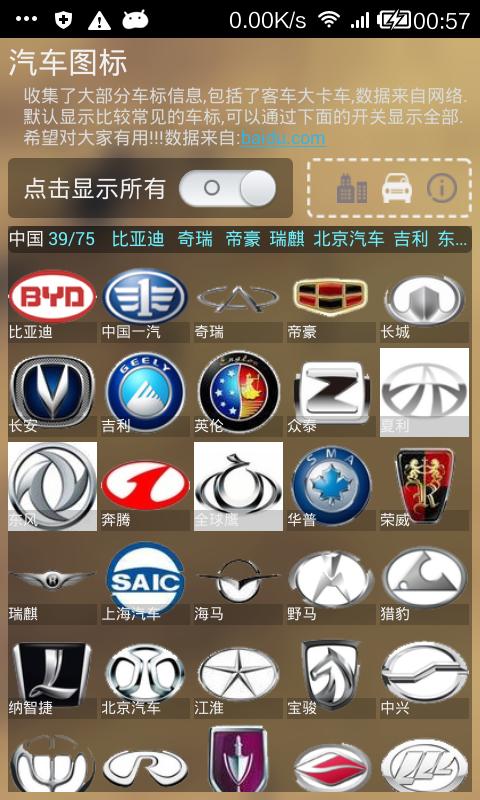 0.00K/s 00:57
汽车图标
收集了大部分车标信息,包括了客车大卡车,数据来自网络.
默认显示比较常见的车标,可以通过下面的开关显示全部.
希望对大家有用!!!数据来自:baidu.com
点击显示所有
中国 39/75 比亚迪 奇瑞 帝豪 瑞麒 北京汽车 吉利 东...
BYD
比亚迪 中国一汽 奇瑞 帝豪 长城
GEELY
Englon
长安 吉利 英伦 众泰 夏利
SMA
东风 奔腾 全球鹰 华普 荣威
SAIC
瑞麒 上海汽车 海马 野马 猎豹
纳智捷 北京汽车 江淮 宝骏 中兴